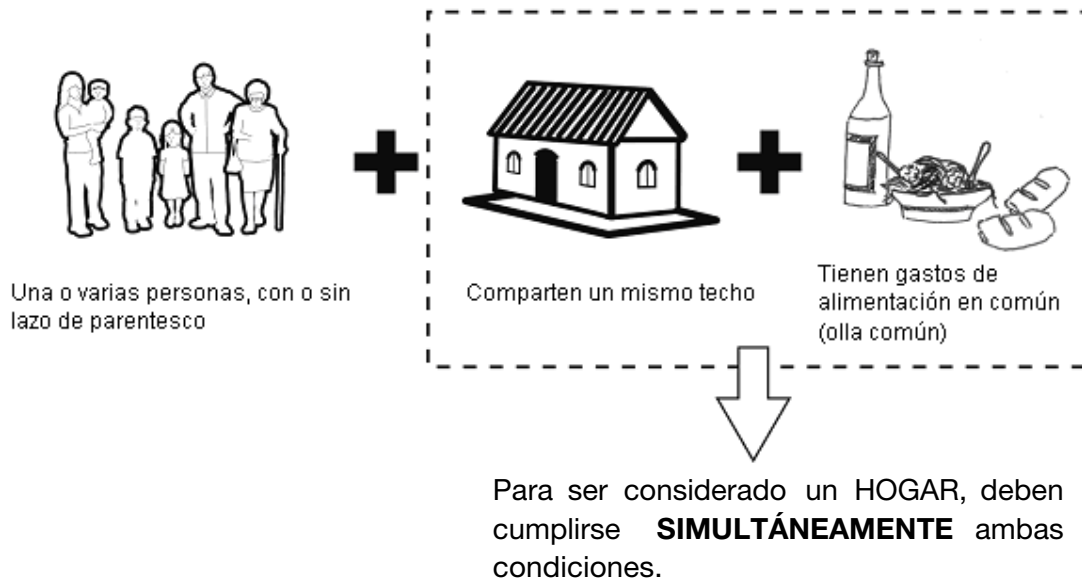 Una o varias personas, con o sin
lazo de parentesco
Comparten un mismo techo
Tienen gastos de
alimentación en común
(olla común)
Para ser considerado un HOGAR, deben
cumplirse SIMULTÁNEAMENTE ambas
condiciones.